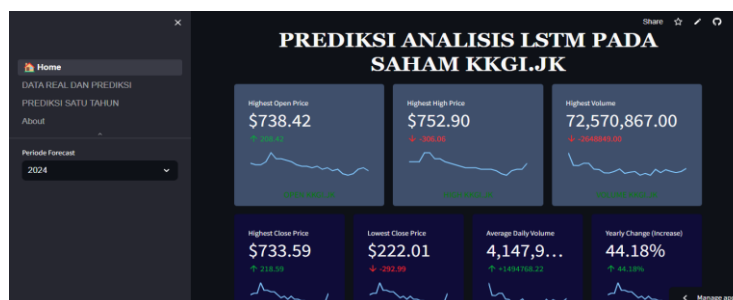 Share
PREDIKSI ANALISIS LSTM PADA
SAHAM KKGI.JK
Home
DATA REAL DAN PREDIKSI
PREDIKSI SATU TAHUN
About
Periode Forecast
2024
Highest Open Price
$738.42
↑ 208.42
Highest High Price
$752.90
↓ -306.06
Highest Volume
72,570,867.00
↓ -2648849.00
Highest Close Price
$733.59
↑ 218.59
Lowest Close Price
$222.01
↓ -292.99
Average Daily Volume
4,147,9...
↑ +1494768.22
Yearly Change (Increase)
44.18%
↑ 44.18%
< Manage app